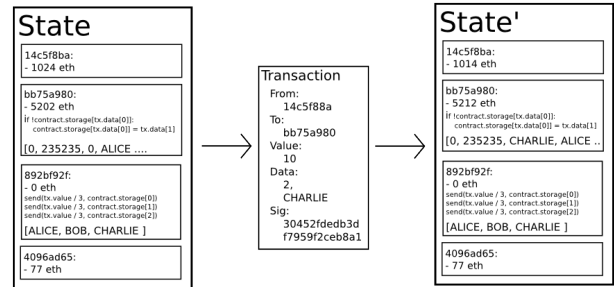 State
14c5f8ba:
- 1024 eth
bb75a980:
- 5202 eth
if !contract.storage[tx.data[0]]:
contract.storage[tx.data[0]] = tx.data[1]
[0, 235235, 0, ALICE ....
892bf92f:
- 0 eth
send(tx.value / 3, contract.storage[0])
send(tx.value / 3, contract.storage[1])
send(tx.value / 3, contract.storage[2])
[ALICE, BOB, CHARLIE ]
4096ad65:
- 77 eth
Transaction
From:
14c5f88a
To:
bb75a980
Value:
10
Data:
2,
CHARLIE
Sig:
30452fdedb3d
f7959f2ceb8a1
State'
14c5f8ba:
- 1014 eth
bb75a980:
- 5212 eth
if !contract.storage[tx.data[0]]:
contract.storage[tx.data[0]] = tx.data[1]
[0, 235235, CHARLIE, ALICE ..
892bf92f:
- 0 eth
send(tx.value / 3, contract.storage[0])
send(tx.value / 3, contract.storage[1])
send(tx.value / 3, contract.storage[2])
[ALICE, BOB, CHARLIE ]
4096ad65:
- 77 eth